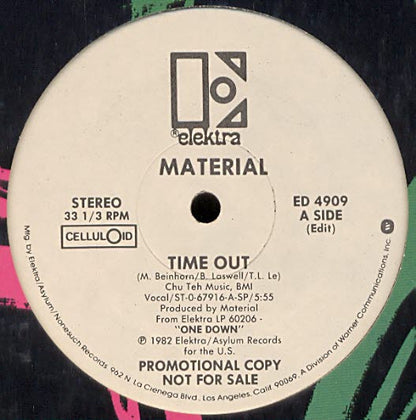 ®elektra
MATERIAL
STEREO
33 1/3 RPM
CELLULOID
ED 4909
A SIDE
(Edit)
TIME OUT
(M. Beinhorn/B. Laswell/T.L. Le)
Chu Teh Music, BMI
Vocal/ST-0-67916-A-SP/5:55
Produced by Material
From Elektra LP 60206 -
"ONE DOWN"
℗ 1982 Elektra/Asylum Records
for the U.S.
PROMOTIONAL COPY
NOT FOR SALE
Mfg. by Elektra/Asylum/Nonesuch Records, 962 N. La Cienega Blvd., Los Angeles, Calif. 90069. A Division of Warner Communications, Inc.